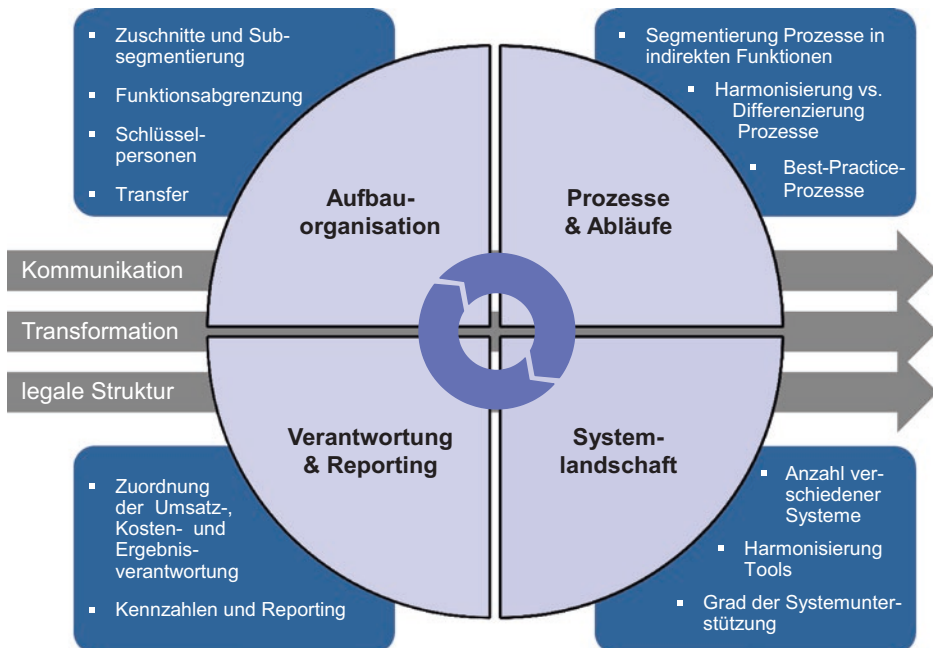 ▪ Zuschnitte und Sub-
segmentierung
▪ Funktionsabgrenzung
▪ Schlüssel-
personen
▪ Transfer
▪ Segmentierung Prozesse in
indirekten Funktionen
▪ Harmonisierung vs.
Differenzierung
Prozesse
▪ Best-Practice-
Prozesse
Aufbau-
organisation
Prozesse
& Abläufe
Kommunikation
Transformation
legale Struktur
Verantwortung
& Reporting
System-
landschaft
▪ Zuordnung
der Umsatz-,
Kosten- und
Ergebnis-
verantwortung
▪ Kennzahlen und Reporting
▪ Anzahl ver-
schiedener
Systeme
▪ Harmonisierung
Tools
▪ Grad der Systemunter-
stützung